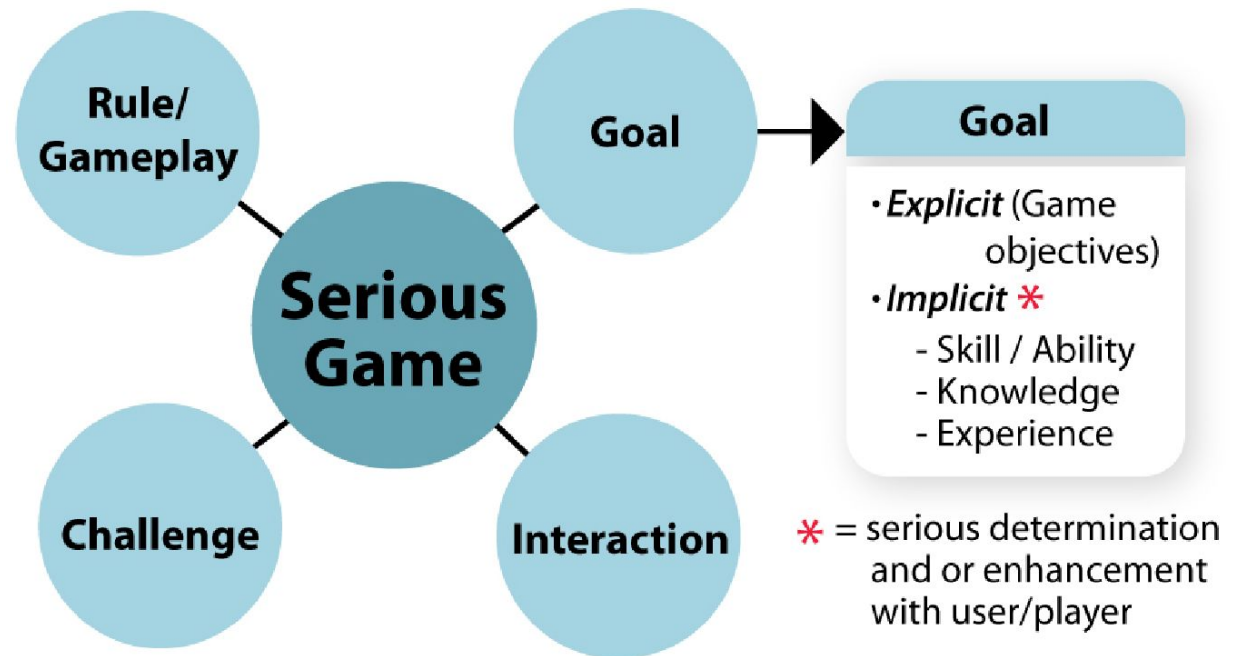 Rule/
Gameplay
Goal
Serious
Game
Challenge
Interaction
Goal
• Explicit (Game
objectives)
• Implicit *
- Skill / Ability
- Knowledge
- Experience
* = serious determination
and or enhancement
with user/player